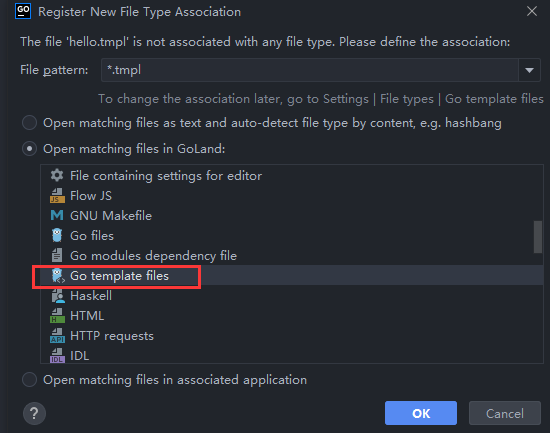 GO Register New File Type Association
The file 'hello.tmpl' is not associated with any file type. Please define the association:
File pattern: *.tmpl
To change the association later, go to Settings | File types | Go template files
Open matching files as text and auto-detect file type by content, e.g. hashbang
Open matching files in GoLand:
File containing settings for editor
JS Flow JS
M GNU Makefile
Go files
Go modules dependency file
Go template files
Haskell
H HTML
API HTTP requests
IDL IDL
Open matching files in associated application
? OK Cancel